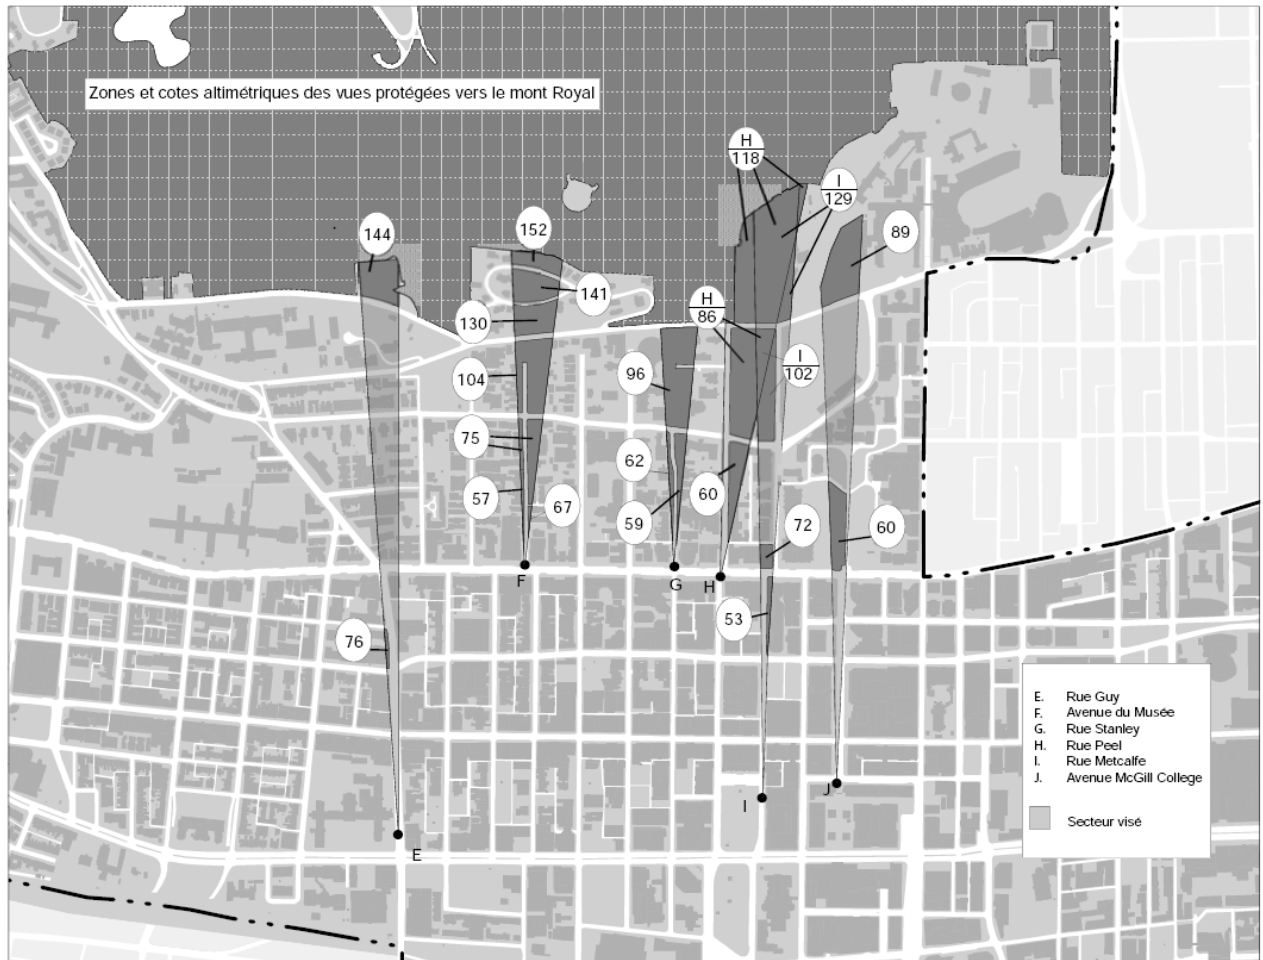 Zones et cotes altimétriques des vues protégées vers le mont Royal
H
118
I
129
144
152
89
141
H
86
130
I
102
104
96
75
62
57
67
60
59
72
60
F
G
H
53
76
E. Rue Guy
F. Avenue du Musée
G. Rue Stanley
H. Rue Peel
I. Rue Metcalfe
J. Avenue McGill College
J
I
Secteur visé
E